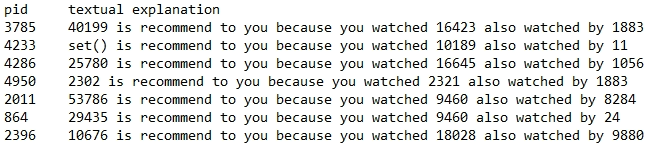 pid textual explanation
3785 40199 is recommend to you because you watched 16423 also watched by 1883
4233 set() is recommend to you because you watched 10189 also watched by 11
4286 25780 is recommend to you because you watched 16645 also watched by 1056
4950 2302 is recommend to you because you watched 2321 also watched by 1883
2011 53786 is recommend to you because you watched 9460 also watched by 8284
864 29435 is recommend to you because you watched 9460 also watched by 24
2396 10676 is recommend to you because you watched 18028 also watched by 9880